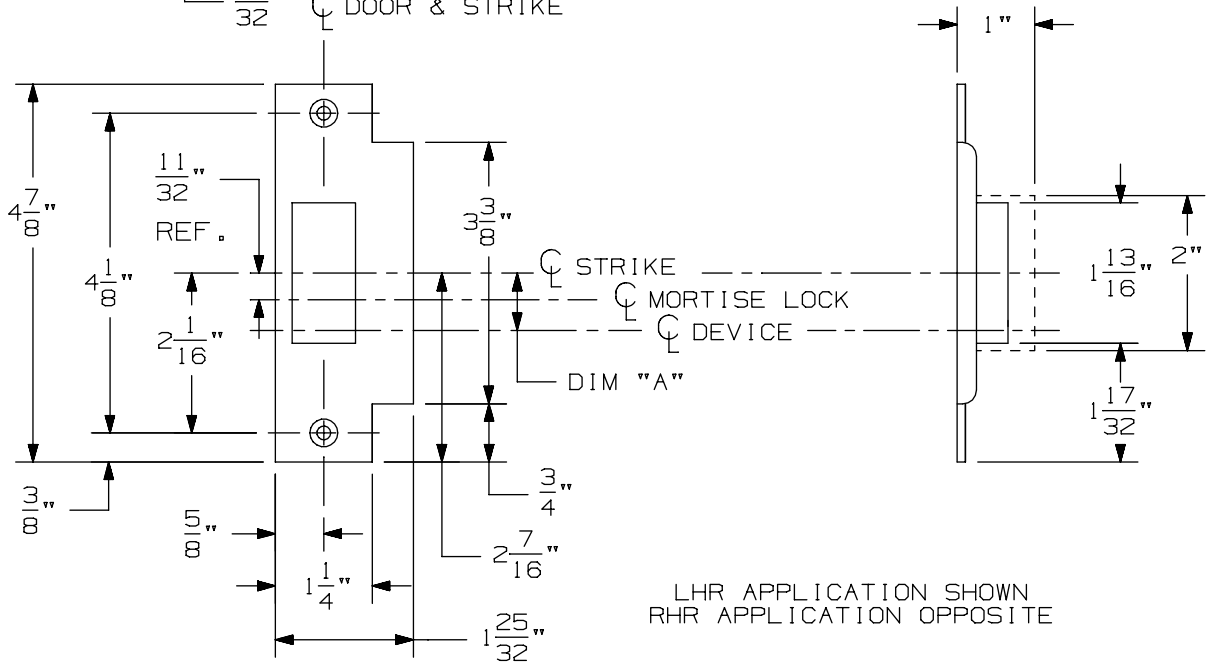 32
℄ DOOR & STRIKE
1"
11/32"
REF.
4 7/8"
4 1/8"
2 1/16"
3 3/8"
℄ STRIKE
℄ MORTISE LOCK
℄ DEVICE
DIM "A"
1 13/16"
2"
1 17/32"
3/8"
5/8"
1 1/4"
3/4"
2 7/16"
1 25/32"
LHR APPLICATION SHOWN
RHR APPLICATION OPPOSITE